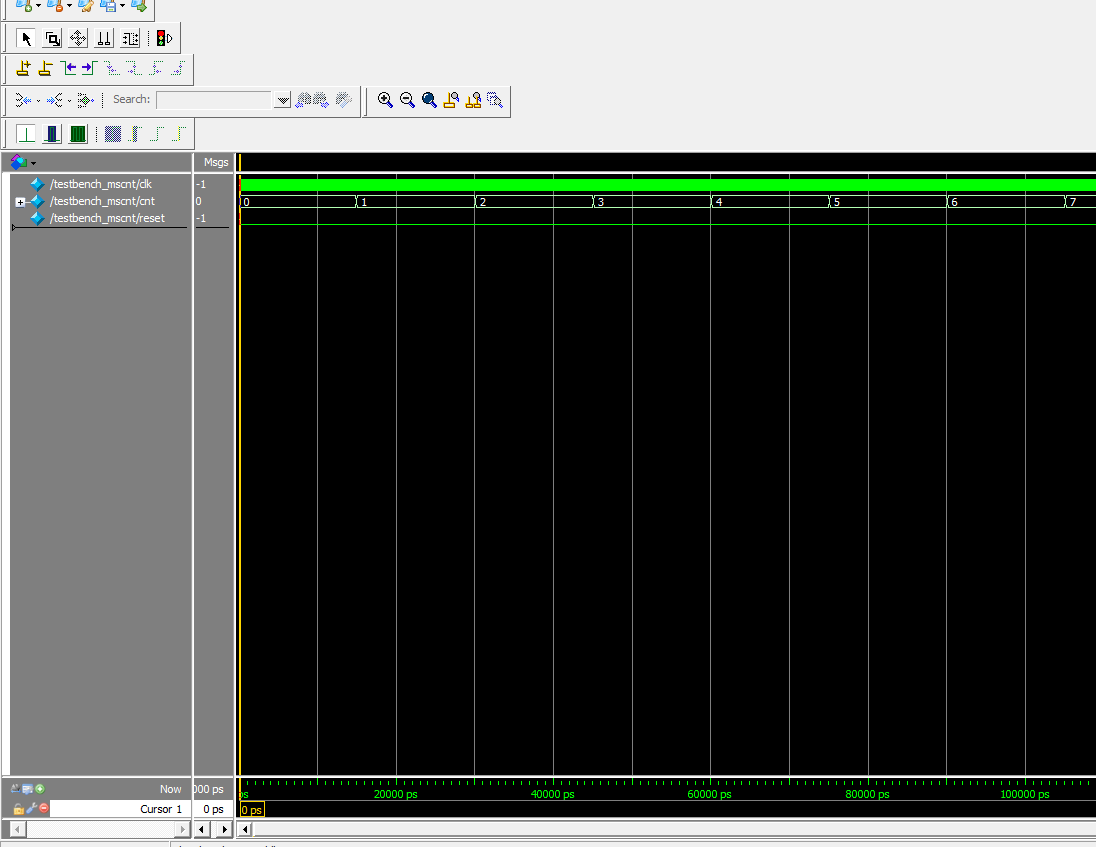 Search:
Msgs
/testbench_mscnt/clk -1
/testbench_mscnt/cnt 0 0 1 2 3 4 5 6 7
/testbench_mscnt/reset -1
Now 000 ps ps 20000 ps 40000 ps 60000 ps 80000 ps 100000 ps
Cursor 1 0 ps 0 ps